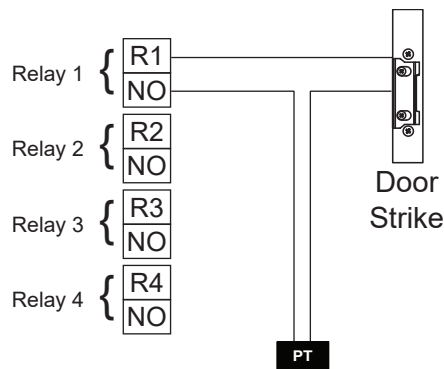 Relay 1 { R1
NO
Relay 2 { R2
NO
Relay 3 { R3
NO
Relay 4 { R4
NO
Door
Strike
PT